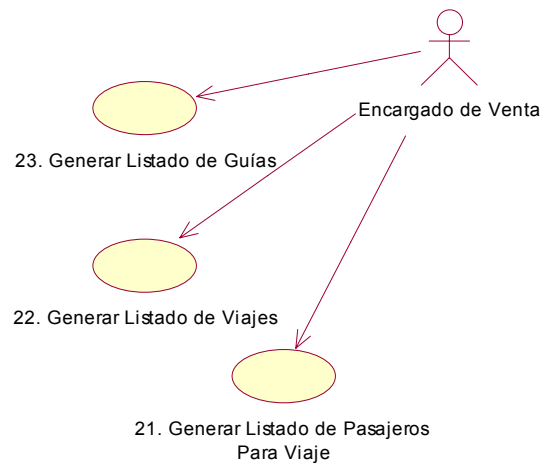 Encargado de Venta
23. Generar Listado de Guías
22. Generar Listado de Viajes
21. Generar Listado de Pasajeros
Para Viaje